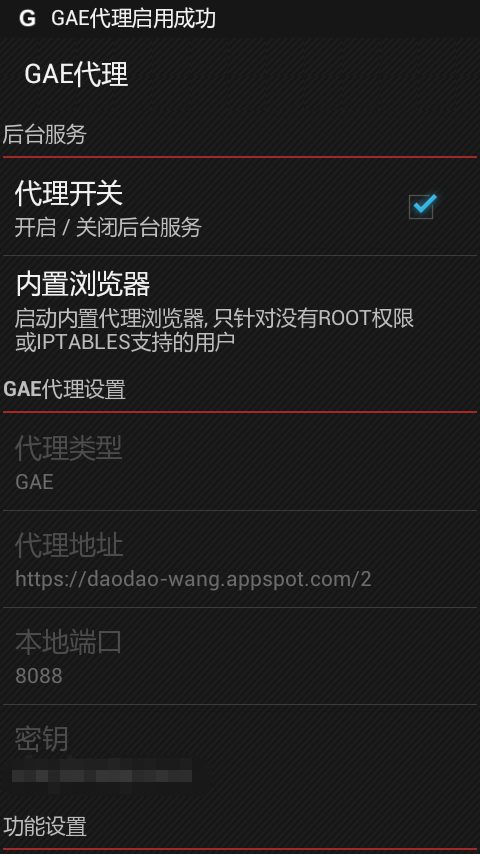 G GAE代理启用成功
GAE代理
后台服务
代理开关
开启 / 关闭后台服务
内置浏览器
启动内置代理浏览器, 只针对没有ROOT权限
或IPTABLES支持的用户
GAE代理设置
代理类型
GAE
代理地址
https://daodao-wang.appspot.com/2
本地端口
8088
密钥
功能设置